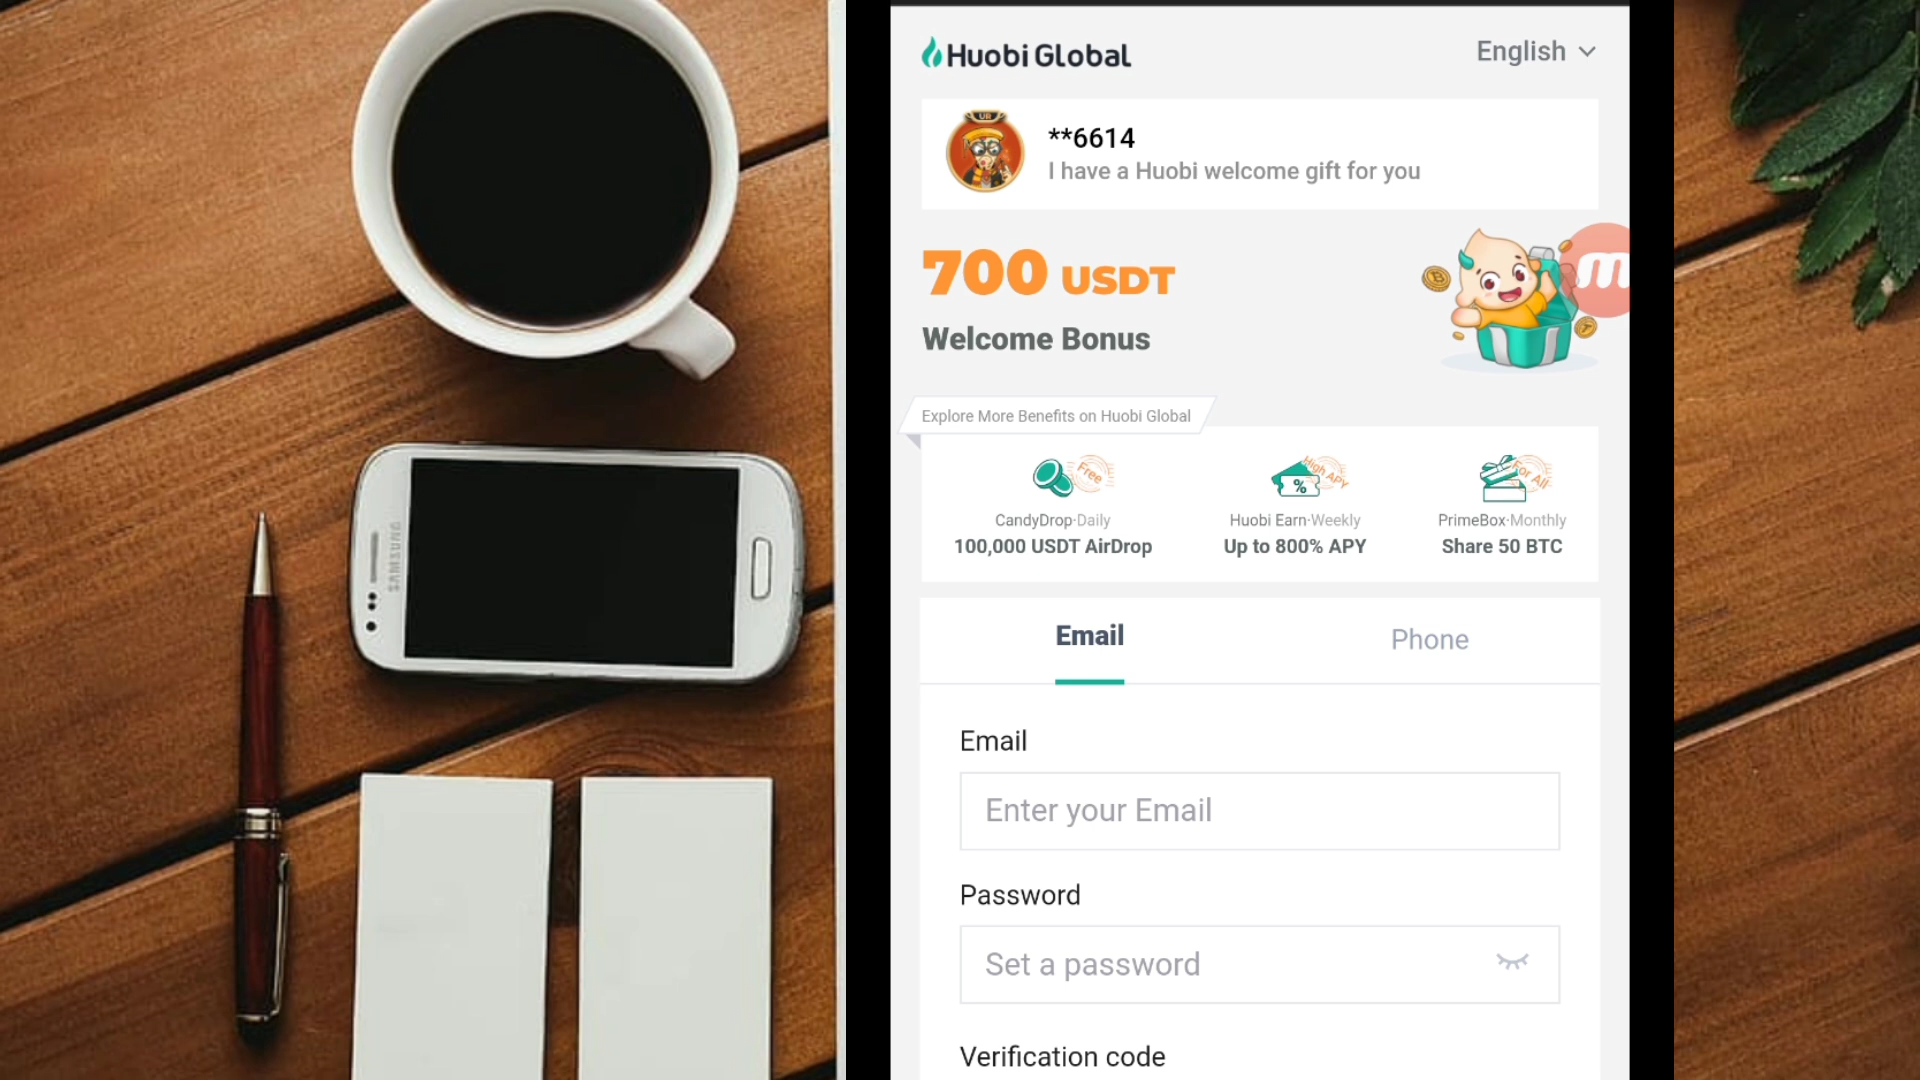 Huobi Global
English
UR
**6614
I have a Huobi welcome gift for you
700 USDT
Welcome Bonus
m
Explore More Benefits on Huobi Global
Free
High APY
%
For All
CandyDrop·Daily
Huobi Earn·Weekly
PrimeBox·Monthly
100,000 USDT AirDrop
Up to 800% APY
Share 50 BTC
Email
Phone
Email
Enter your Email
Password
Set a password
Verification code
SAMSUNG